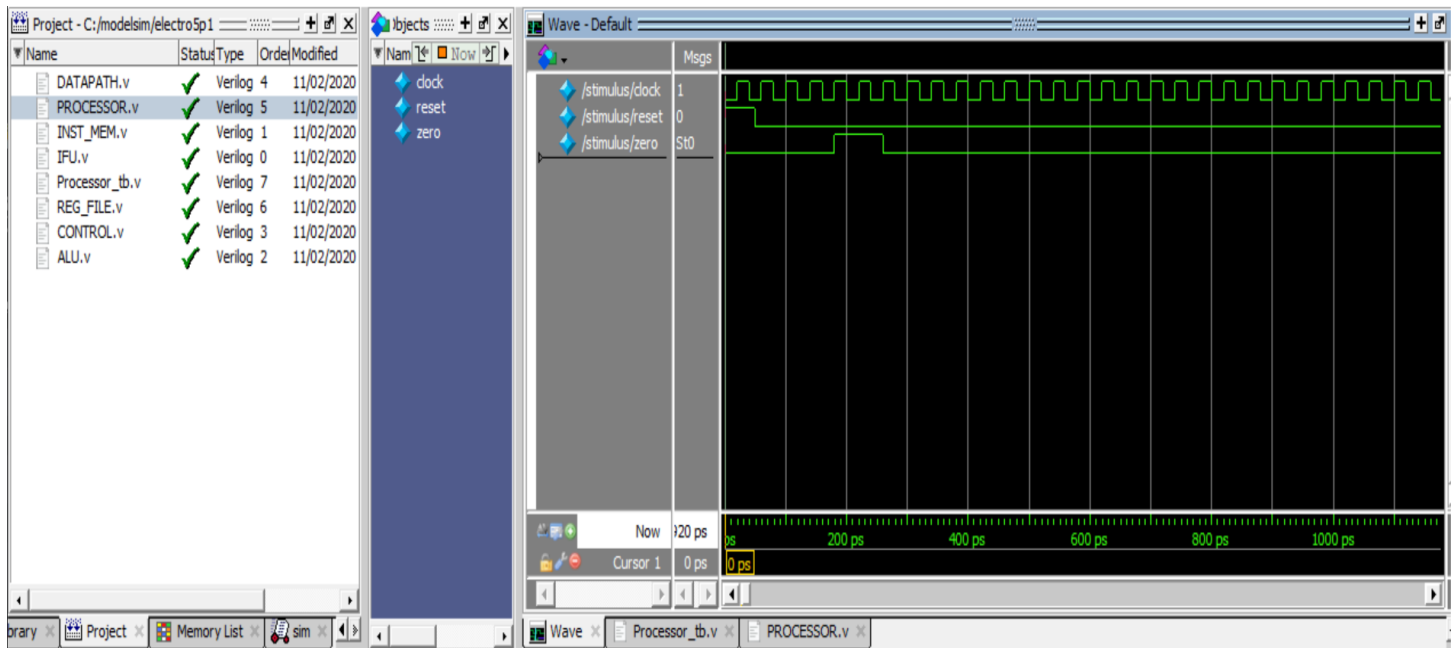 Project - C:/modelsim/electro5p1
Name Status Type Order Modified
DATAPATH.v Verilog 4 11/02/2020
PROCESSOR.v Verilog 5 11/02/2020
INST_MEM.v Verilog 1 11/02/2020
IFU.v Verilog 0 11/02/2020
Processor_tb.v Verilog 7 11/02/2020
REG_FILE.v Verilog 6 11/02/2020
CONTROL.v Verilog 3 11/02/2020
ALU.v Verilog 2 11/02/2020
brary Project Memory List sim
Objects
Nam Now
clock
reset
zero
Wave - Default
Msgs
/stimulus/clock 1
/stimulus/reset 0
/stimulus/zero St0
Now 920 ps
ps 200 ps 400 ps 600 ps 800 ps 1000 ps
Cursor 1 0 ps 0 ps
Wave Processor_tb.v PROCESSOR.v